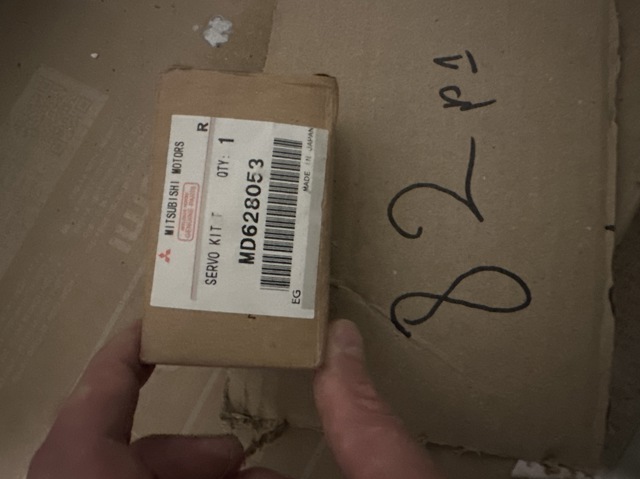 MITSUBISHI MOTORS
R
SERVO KIT T
QTY: 1
MD628053
EG
MADE IN JAPAN
82-P1